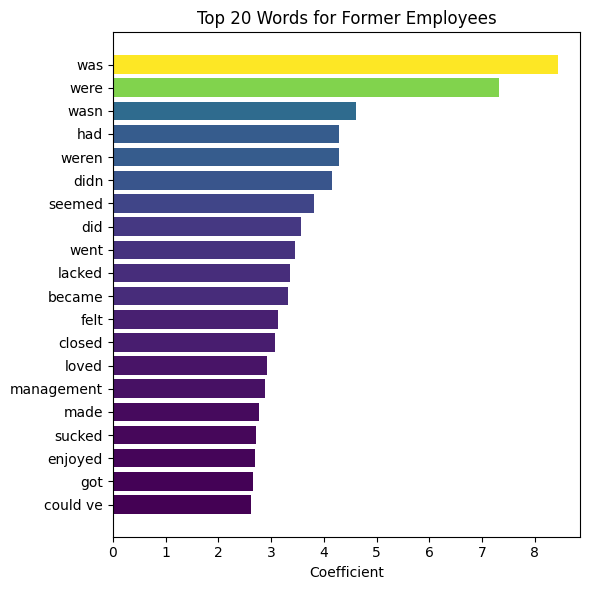 Top 20 Words for Former Employees
was
were
wasn
had
weren
didn
seemed
did
went
lacked
became
felt
closed
loved
management
made
sucked
enjoyed
got
could ve
0 1 2 3 4 5 6 7 8
Coefficient